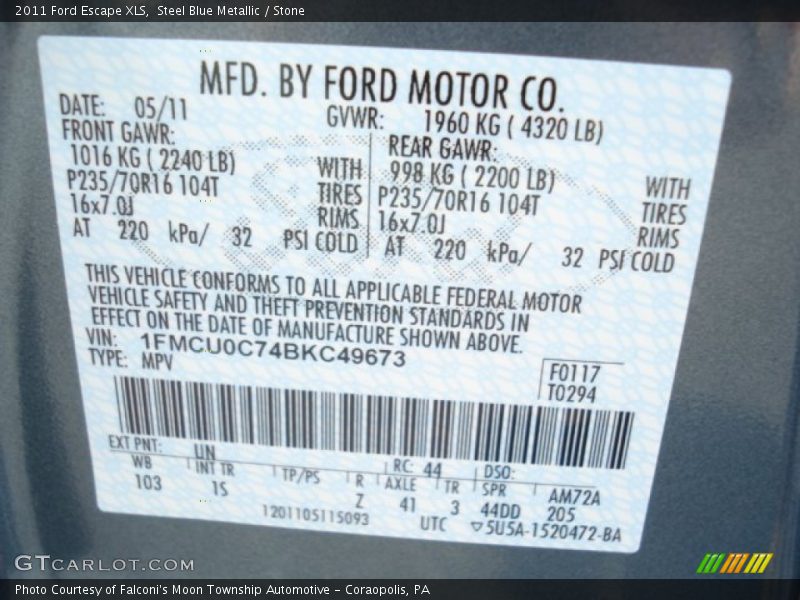 2011 Ford Escape XLS, Steel Blue Metallic / Stone
MFD. BY FORD MOTOR CO.
DATE: 05/11 GVWR: 1960 KG ( 4320 LB)
FRONT GAWR: REAR GAWR:
1016 KG ( 2240 LB) WITH 998 KG ( 2200 LB) WITH
P235/70R16 104T TIRES P235/70R16 104T TIRES
16x7.0J RIMS 16x7.0J RIMS
AT 220 kPa/ 32 PSI COLD AT 220 kPa/ 32 PSI COLD
THIS VEHICLE CONFORMS TO ALL APPLICABLE FEDERAL MOTOR
VEHICLE SAFETY AND THEFT PREVENTION STANDARDS IN
EFFECT ON THE DATE OF MANUFACTURE SHOWN ABOVE.
VIN: 1FMCU0C74BKC49673
TYPE: MPV
F0117
T0294
EXT PNT: UN RC: 44 DSO:
WB INT TR TP/PS R AXLE TR SPR AM72A
103 1S Z 41 3 44DD 205
1201105115093 UTC ▽5U5A-1520472-BA
GTCARLOT.COM
Photo Courtesy of Falconi's Moon Township Automotive – Coraopolis, PA